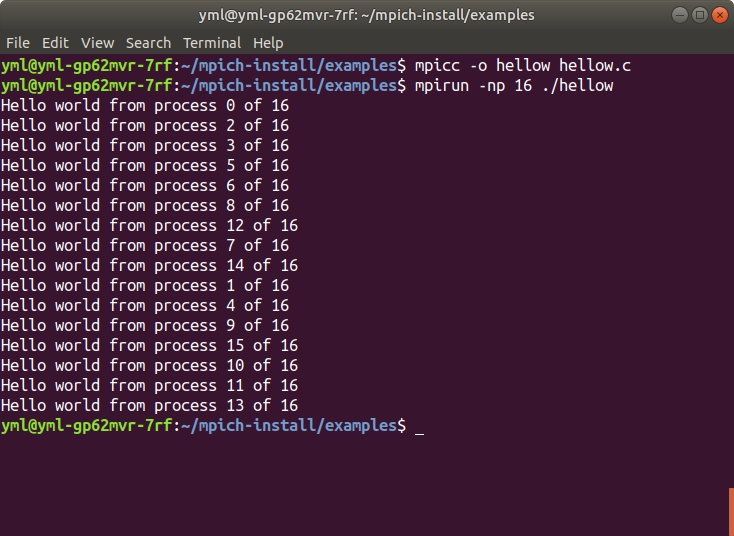 yml@yml-gp62mvr-7rf: ~/mpich-install/examples
File Edit View Search Terminal Help
yml@yml-gp62mvr-7rf:~/mpich-install/examples$ mpicc -o hellow hellow.c
yml@yml-gp62mvr-7rf:~/mpich-install/examples$ mpirun -np 16 ./hellow
Hello world from process 0 of 16
Hello world from process 2 of 16
Hello world from process 3 of 16
Hello world from process 5 of 16
Hello world from process 6 of 16
Hello world from process 8 of 16
Hello world from process 12 of 16
Hello world from process 7 of 16
Hello world from process 14 of 16
Hello world from process 1 of 16
Hello world from process 4 of 16
Hello world from process 9 of 16
Hello world from process 15 of 16
Hello world from process 10 of 16
Hello world from process 11 of 16
Hello world from process 13 of 16
yml@yml-gp62mvr-7rf:~/mpich-install/examples$ _